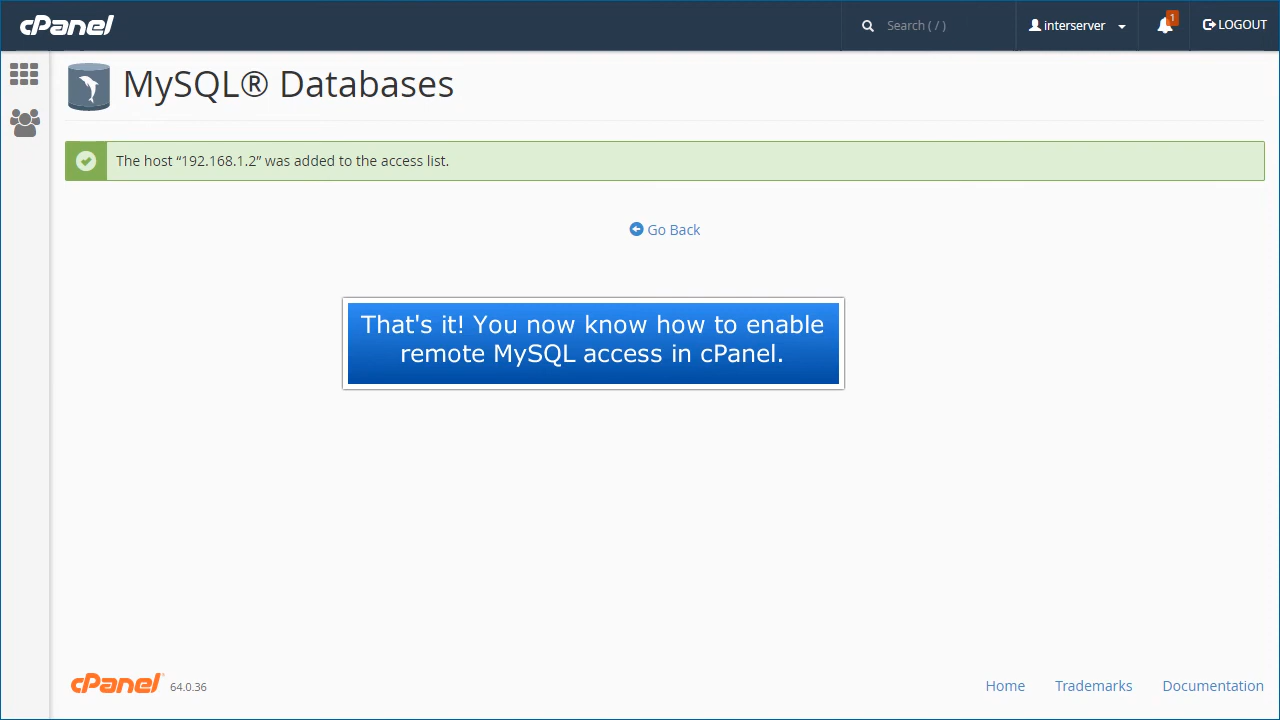 cPanel
Search ( / )
interserver
1
LOGOUT
MySQL® Databases
The host “192.168.1.2” was added to the access list.
Go Back
That's it! You now know how to enable
remote MySQL access in cPanel.
cPanel 64.0.36
Home Trademarks Documentation